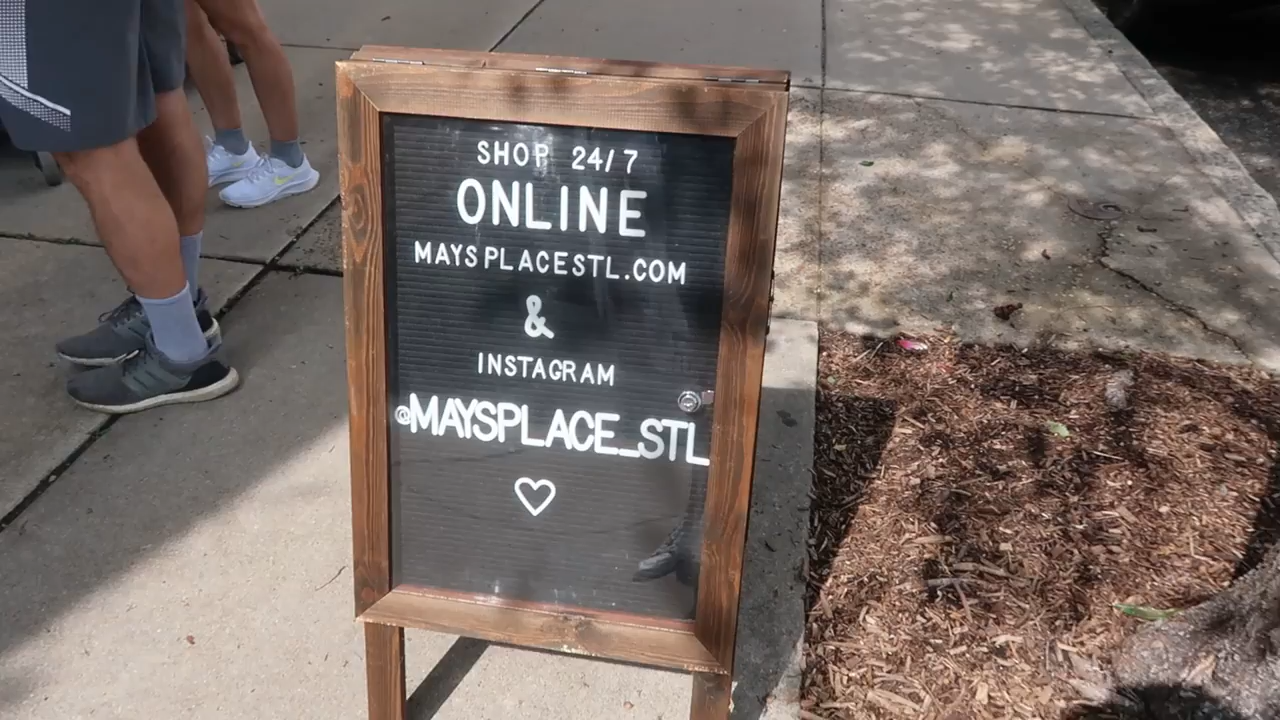 SHOP 24/7
ONLINE
MAYSPLACESTL.COM
&
INSTAGRAM
@MAYSPLACE_STL